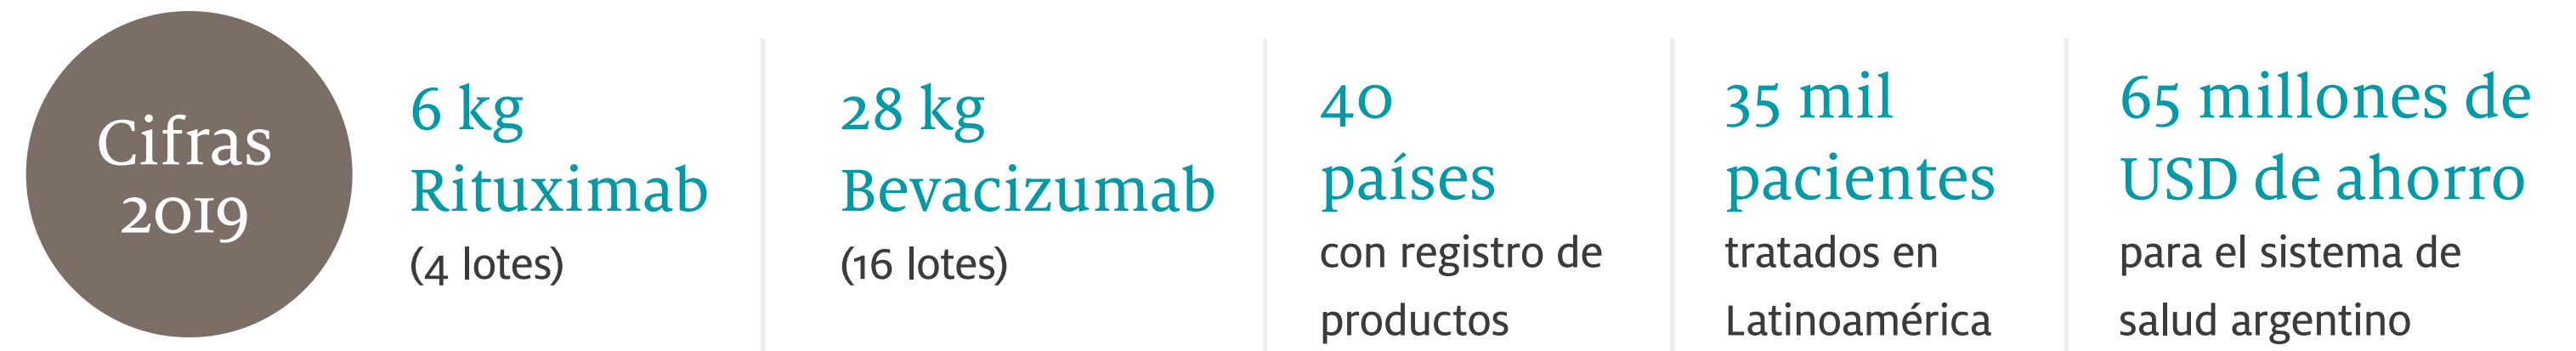 Cifras
2019
6 kg
Rituximab
(4 lotes)
28 kg
Bevacizumab
(16 lotes)
40
países
con registro de
productos
35 mil
pacientes
tratados en
Latinoamérica
65 millones de
USD de ahorro
para el sistema de
salud argentino